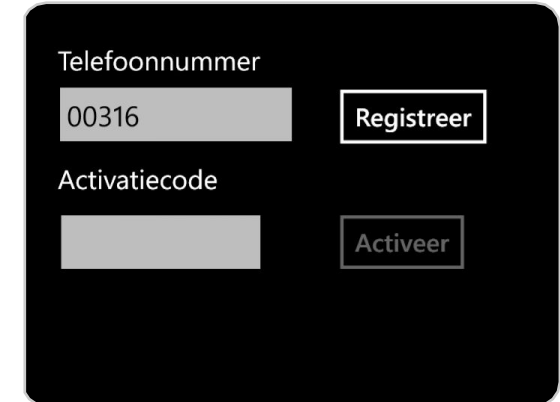 Telefoonnummer
00316
Registreer
Activatiecode
Activeer